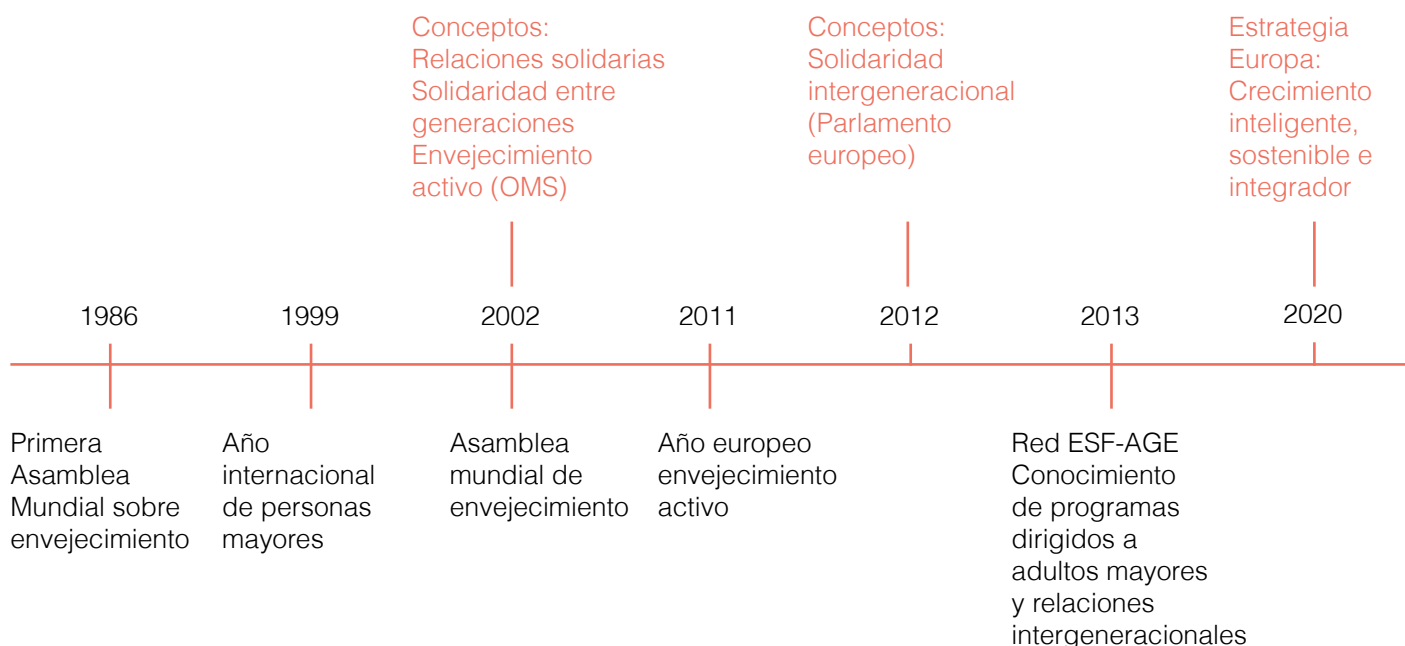 Conceptos:
Relaciones solidarias
Solidaridad entre
generaciones
Envejecimiento
activo (OMS)
Conceptos:
Solidaridad
intergeneracional
(Parlamento
europeo)
Estrategia
Europa:
Crecimiento
inteligente,
sostenible e
integrador
1986
1999
2002
2011
2012
2013
2020
Primera
Asamblea
Mundial sobre
envejecimiento
Año
internacional
de personas
mayores
Asamblea
mundial de
envejecimiento
Año europeo
envejecimiento
activo
Red ESF-AGE
Conocimiento
de programas
dirigidos a
adultos mayores
y relaciones
intergeneracionales